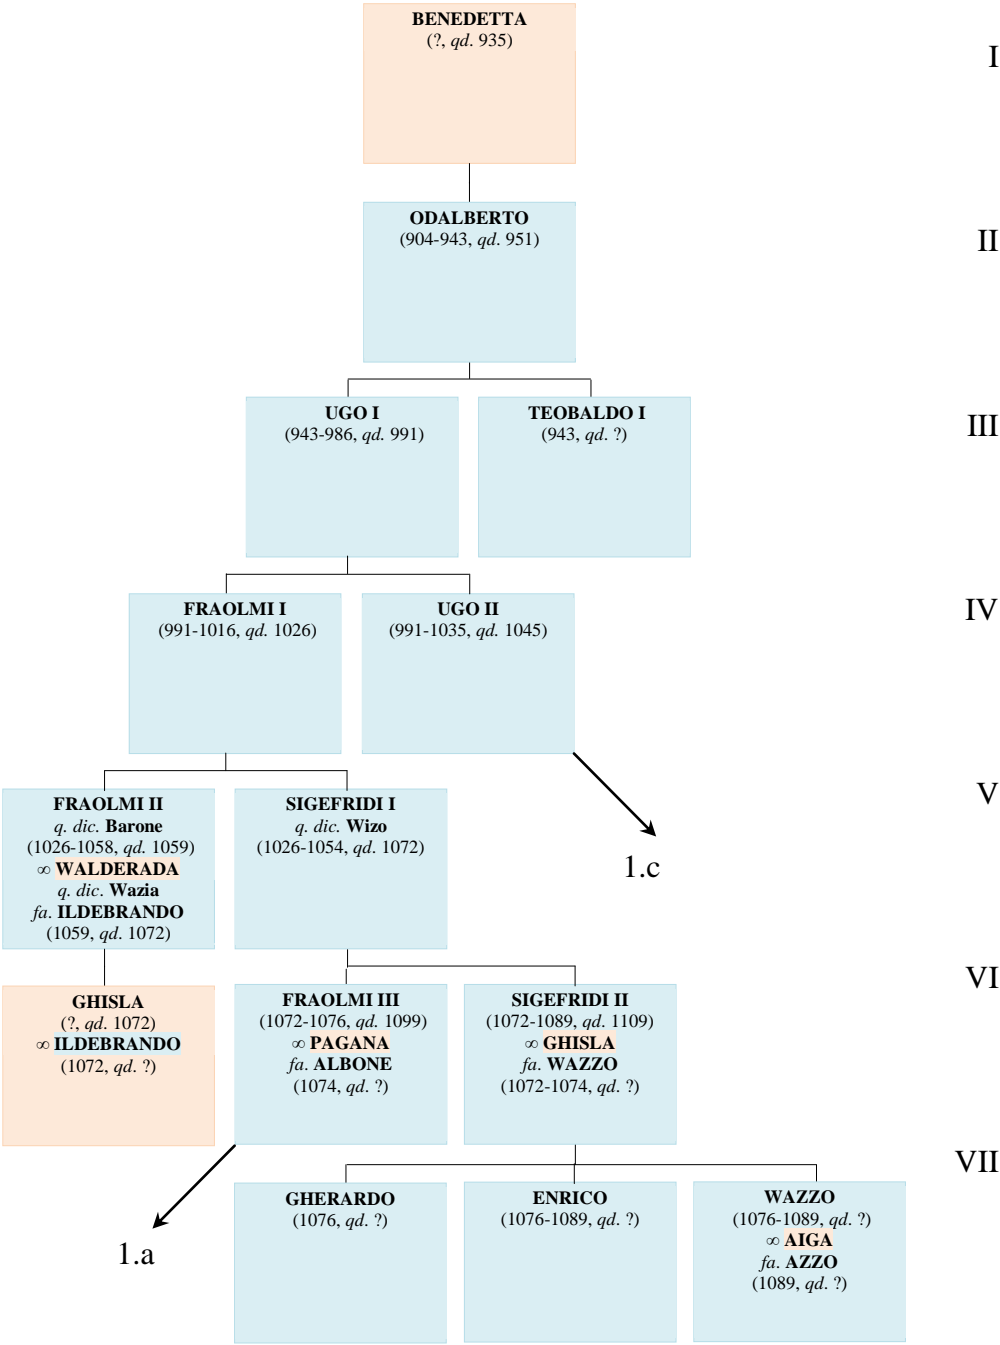 BENEDETTA
(?, qd. 935)
I
ODALBERTO
(904-943, qd. 951)
II
UGO I
(943-986, qd. 991)
TEOBALDO I
(943, qd. ?)
III
FRAOLMI I
(991-1016, qd. 1026)
UGO II
(991-1035, qd. 1045)
IV
FRAOLMI II
q. dic. Barone
(1026-1058, qd. 1059)
∞ WALDERADA
q. dic. Wazia
fa. ILDEBRANDO
(1059, qd. 1072)
SIGEFRIDI I
q. dic. Wizo
(1026-1054, qd. 1072)
V
1.c
GHISLA
(?, qd. 1072)
∞ ILDEBRANDO
(1072, qd. ?)
FRAOLMI III
(1072-1076, qd. 1099)
∞ PAGANA
fa. ALBONE
(1074, qd. ?)
SIGEFRIDI II
(1072-1089, qd. 1109)
∞ GHISLA
fa. WAZZO
(1072-1074, qd. ?)
VI
1.a
GHERARDO
(1076, qd. ?)
ENRICO
(1076-1089, qd. ?)
WAZZO
(1076-1089, qd. ?)
∞ AIGA
fa. AZZO
(1089, qd. ?)
VII